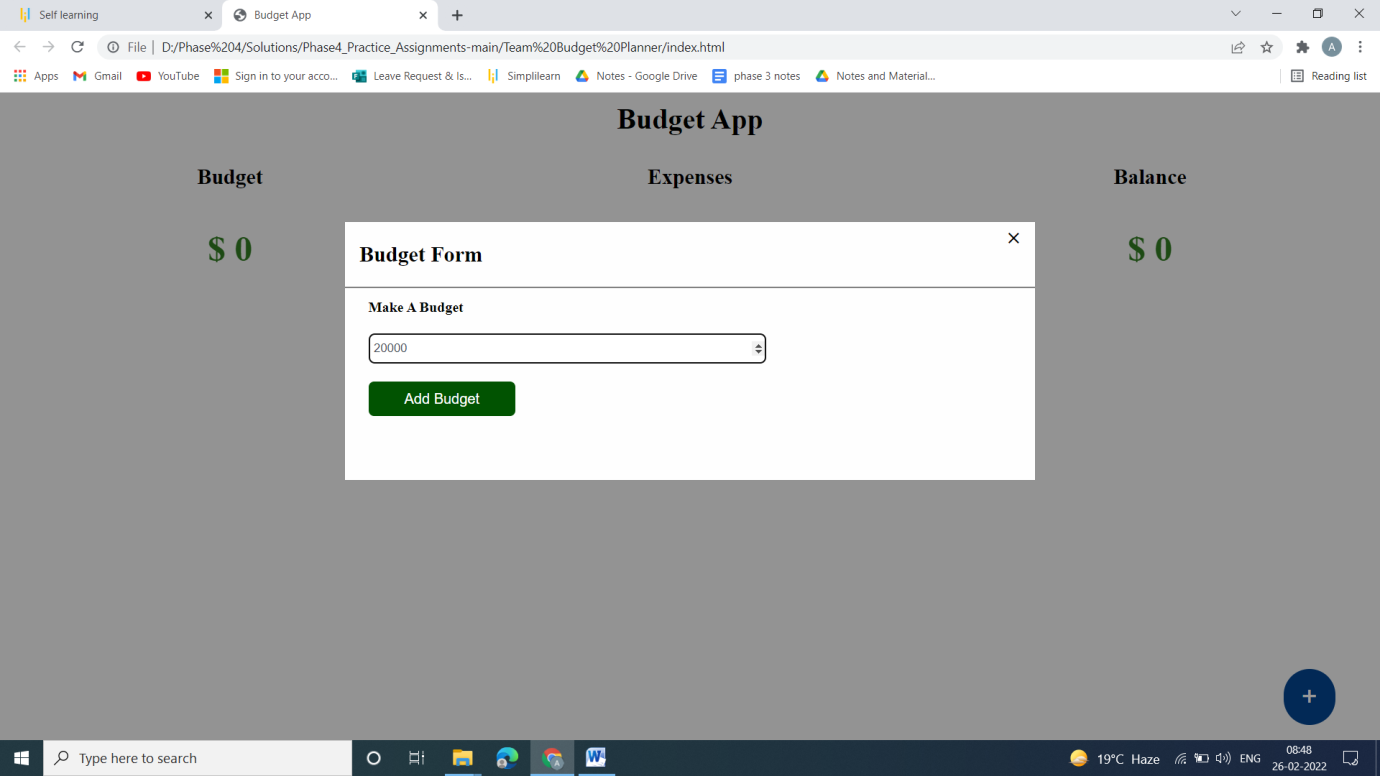 Self learning
Budget App
File | D:/Phase%204/Solutions/Phase4_Practice_Assignments-main/Team%20Budget%20Planner/index.html
A
Apps Gmail YouTube Sign in to your acco... Leave Request & Is... Simplilearn Notes - Google Drive phase 3 notes Notes and Material... Reading list
Budget App
Budget Expenses Balance
$ 0 $ 0
Budget Form
Make A Budget
20000
Add Budget
+
Type here to search
19°C Haze ENG
08:48
26-02-2022